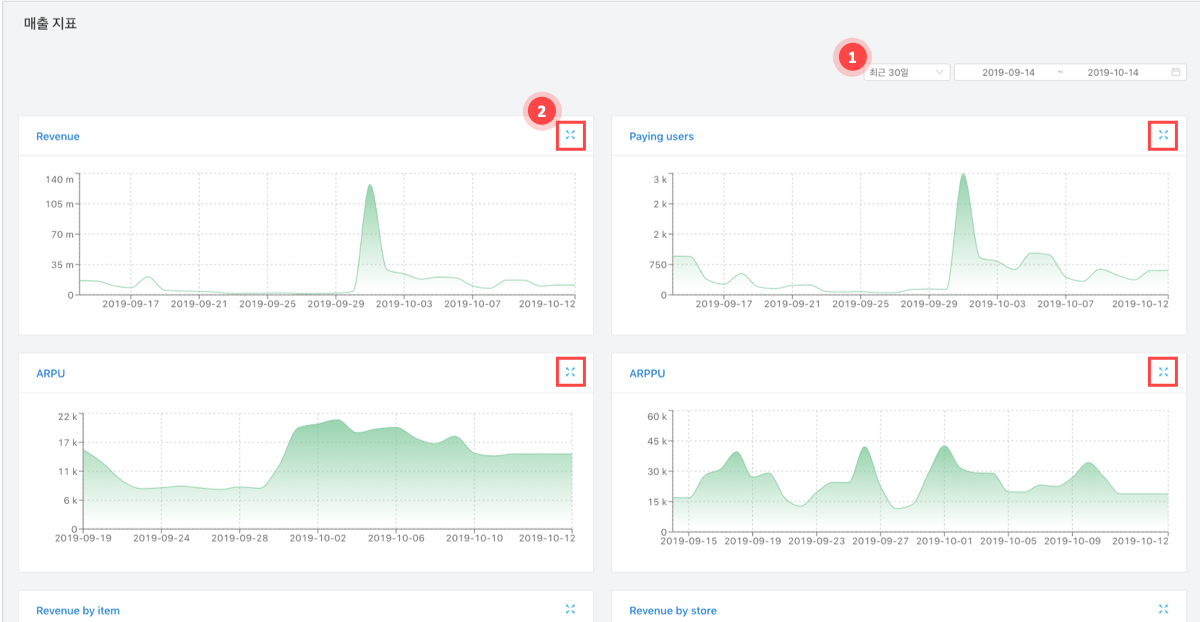 매출 지표
1
최근 30일
2019-09-14 ~ 2019-10-14
2
Revenue
140 m
105 m
70 m
35 m
0
2019-09-17 2019-09-21 2019-09-25 2019-09-29 2019-10-03 2019-10-07 2019-10-12
Paying users
3 k
2 k
2 k
750
0
2019-09-17 2019-09-21 2019-09-25 2019-09-29 2019-10-03 2019-10-07 2019-10-12
ARPU
22 k
17 k
11 k
6 k
0
2019-09-19 2019-09-24 2019-09-28 2019-10-02 2019-10-06 2019-10-10 2019-10-12
ARPPU
60 k
45 k
30 k
15 k
0
2019-09-15 2019-09-19 2019-09-23 2019-09-27 2019-10-01 2019-10-05 2019-10-09 2019-10-12
Revenue by item
Revenue by store